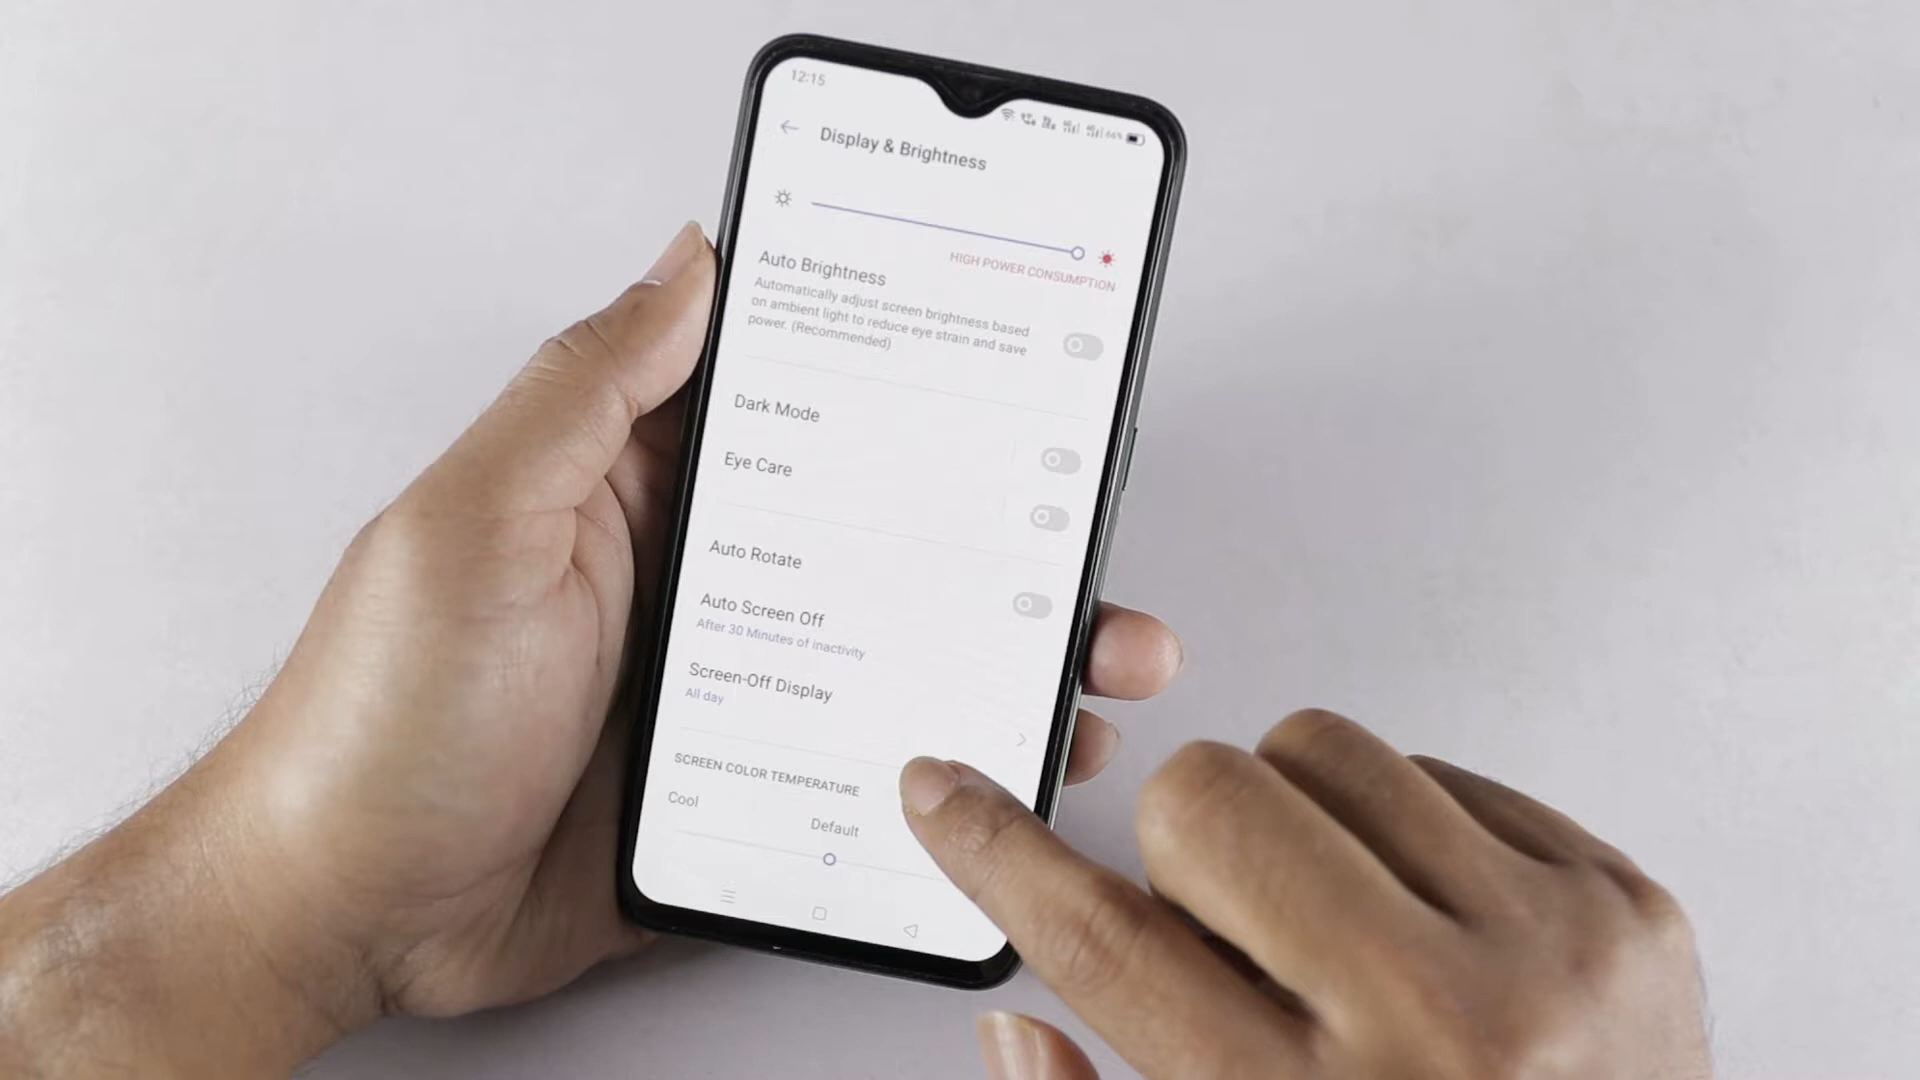 12:15
66%
Display & Brightness
HIGH POWER CONSUMPTION
Auto Brightness
Automatically adjust screen brightness based
on ambient light to reduce eye strain and save
power. (Recommended)
Dark Mode
Eye Care
Auto Rotate
Auto Screen Off
After 30 Minutes of inactivity
Screen-Off Display
All day
SCREEN COLOR TEMPERATURE
Cool
Default